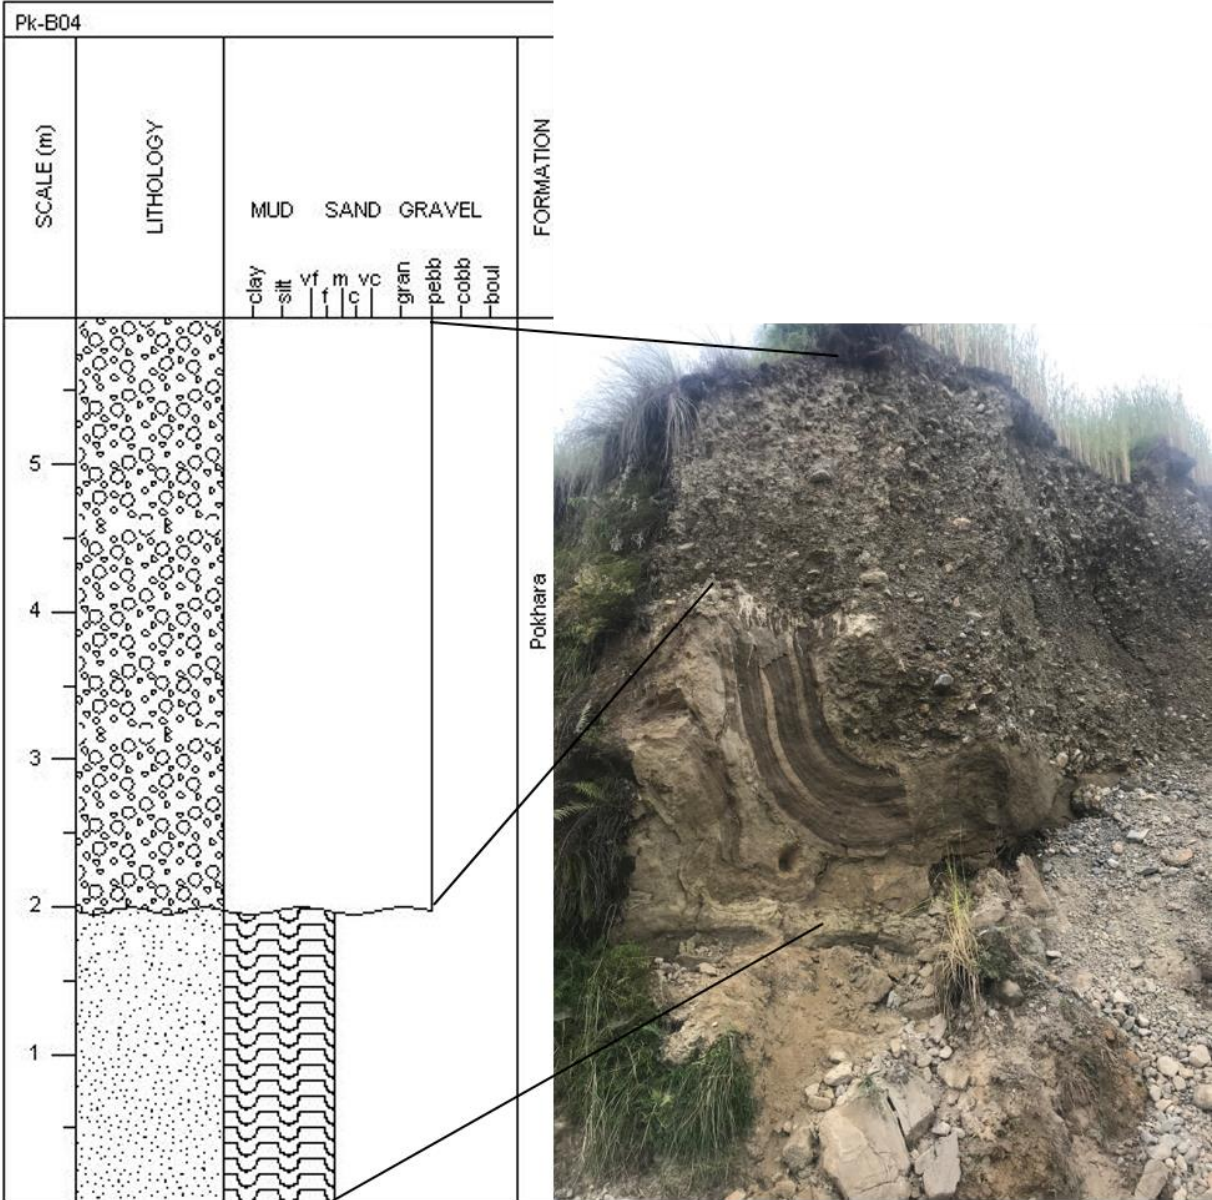 Pk-B04
SCALE (m)
LITHOLOGY
MUD SAND GRAVEL
FORMATION
clay
silt
vf
f
m
c
vc
gran
pebb
cobb
boul
5
4
3
2
1
Pokhara